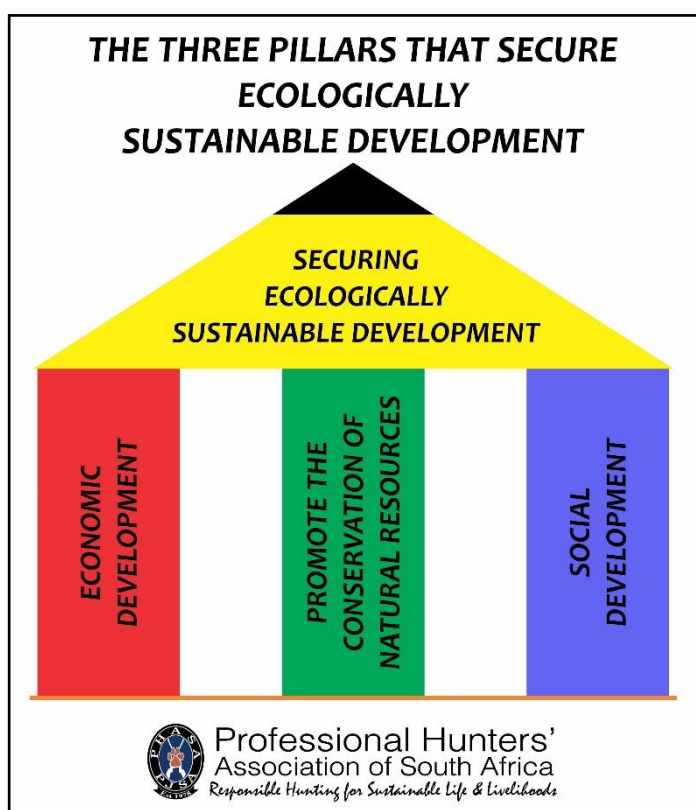 THE THREE PILLARS THAT SECURE
ECOLOGICALLY
SUSTAINABLE DEVELOPMENT
SECURING
ECOLOGICALLY
SUSTAINABLE DEVELOPMENT
ECONOMIC
DEVELOPMENT
PROMOTE THE
CONSERVATION OF
NATURAL RESOURCES
SOCIAL
DEVELOPMENT
PHASA
Professional Hunters'
Association of South Africa
Responsible Hunting for Sustainable Life & Livelihoods